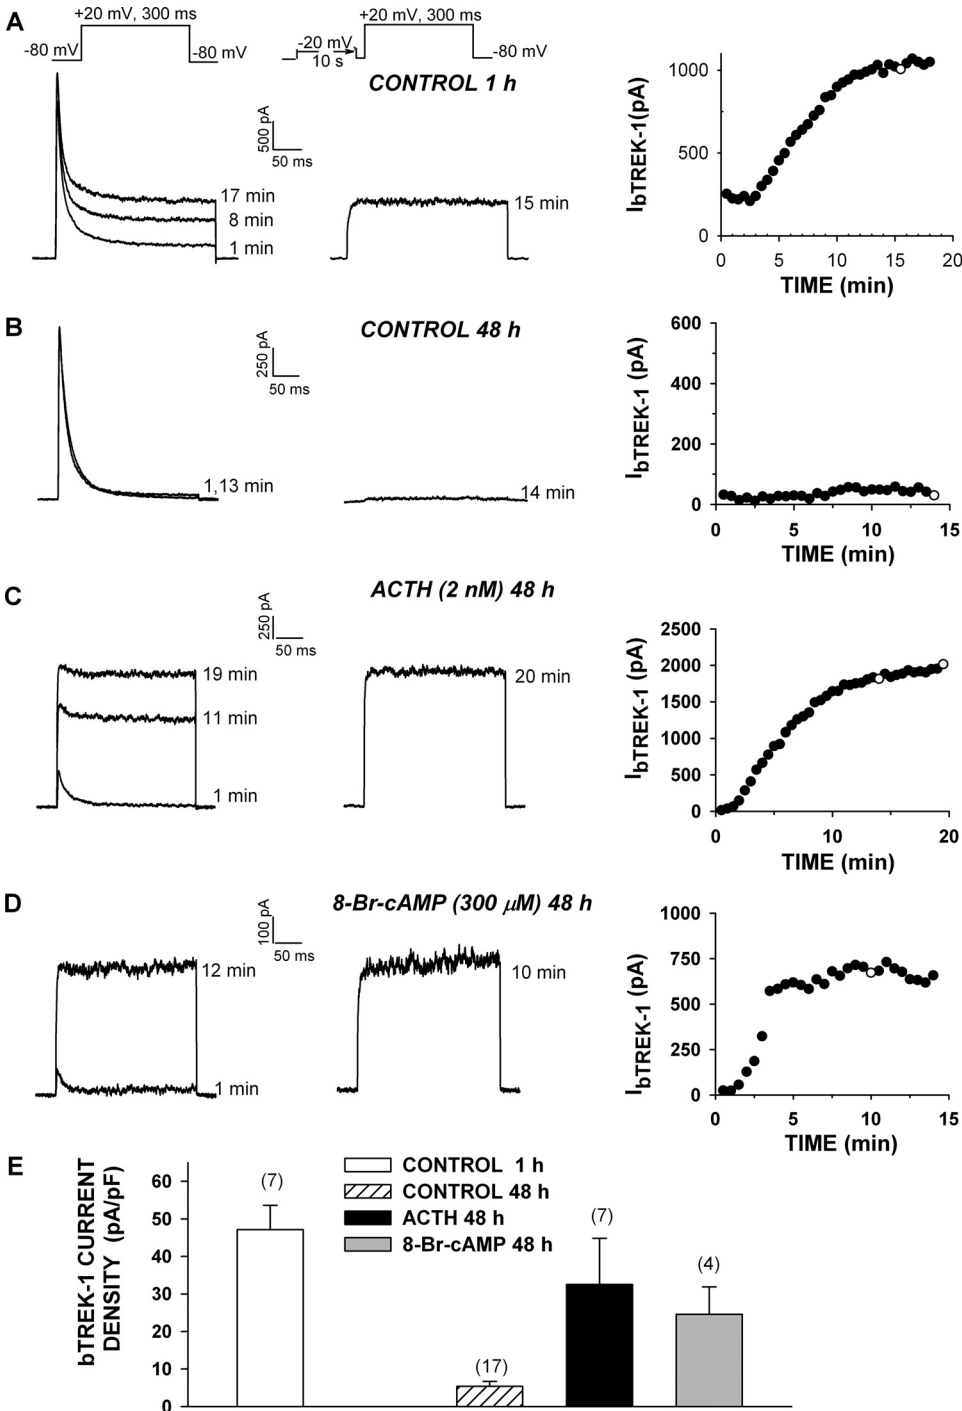 A
+20 mV, 300 ms
-80 mV
-80 mV
+20 mV, 300 ms
-20 mV,
10 s
-80 mV
CONTROL 1 h
500 pA
50 ms
17 min
8 min
1 min
15 min
IbTREK-1(pA)
1000
500
0
0 5 10 15 20
TIME (min)
B
CONTROL 48 h
250 pA
50 ms
1,13 min
14 min
IbTREK-1 (pA)
600
400
200
0
0 5 10 15
TIME (min)
C
ACTH (2 nM) 48 h
250 pA
50 ms
19 min
11 min
1 min
20 min
IbTREK-1 (pA)
2500
2000
1500
1000
500
0
0 10 20
TIME (min)
D
8-Br-cAMP (300 μM) 48 h
100 pA
50 ms
12 min
1 min
10 min
IbTREK-1 (pA)
1000
750
500
250
0
0 5 10 15
TIME (min)
E
bTREK-1 CURRENT
DENSITY (pA/pF)
60
50
40
30
20
10
0
(7)
(17)
(7)
(4)
CONTROL 1 h
CONTROL 48 h
ACTH 48 h
8-Br-cAMP 48 h